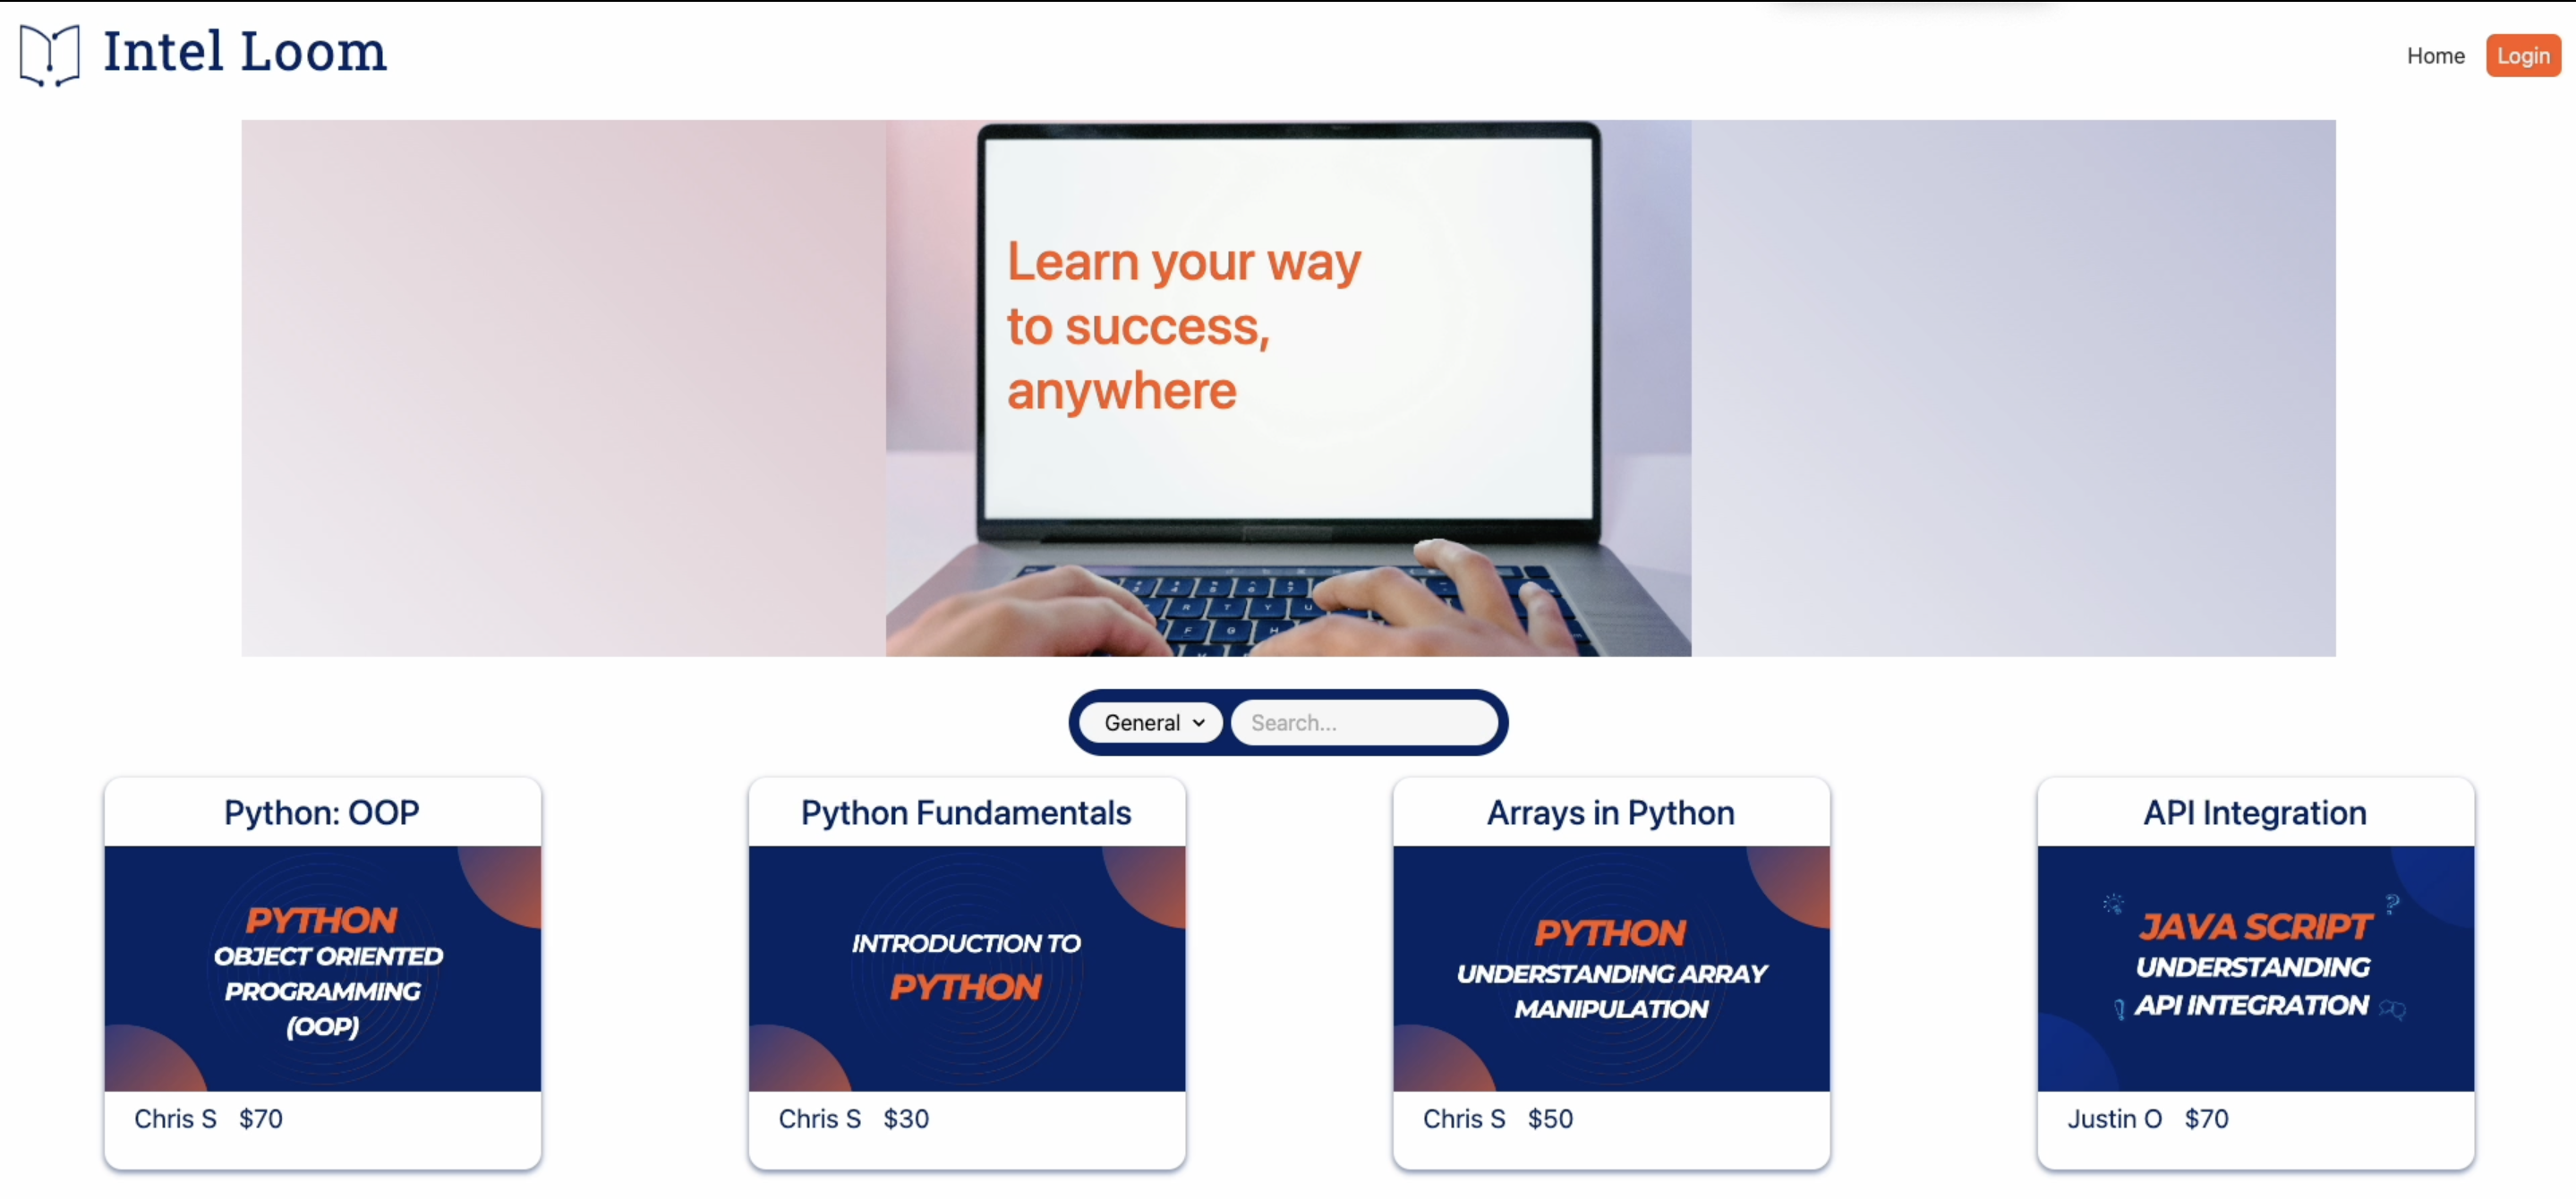 Intel Loom
Home
Login
Learn your way
to success,
anywhere
General
Search...
Python: OOP
PYTHON
OBJECT ORIENTED
PROGRAMMING
(OOP)
Chris S $70
Python Fundamentals
INTRODUCTION TO
PYTHON
Chris S $30
Arrays in Python
PYTHON
UNDERSTANDING ARRAY
MANIPULATION
Chris S $50
API Integration
JAVA SCRIPT
UNDERSTANDING
API INTEGRATION
Justin O $70